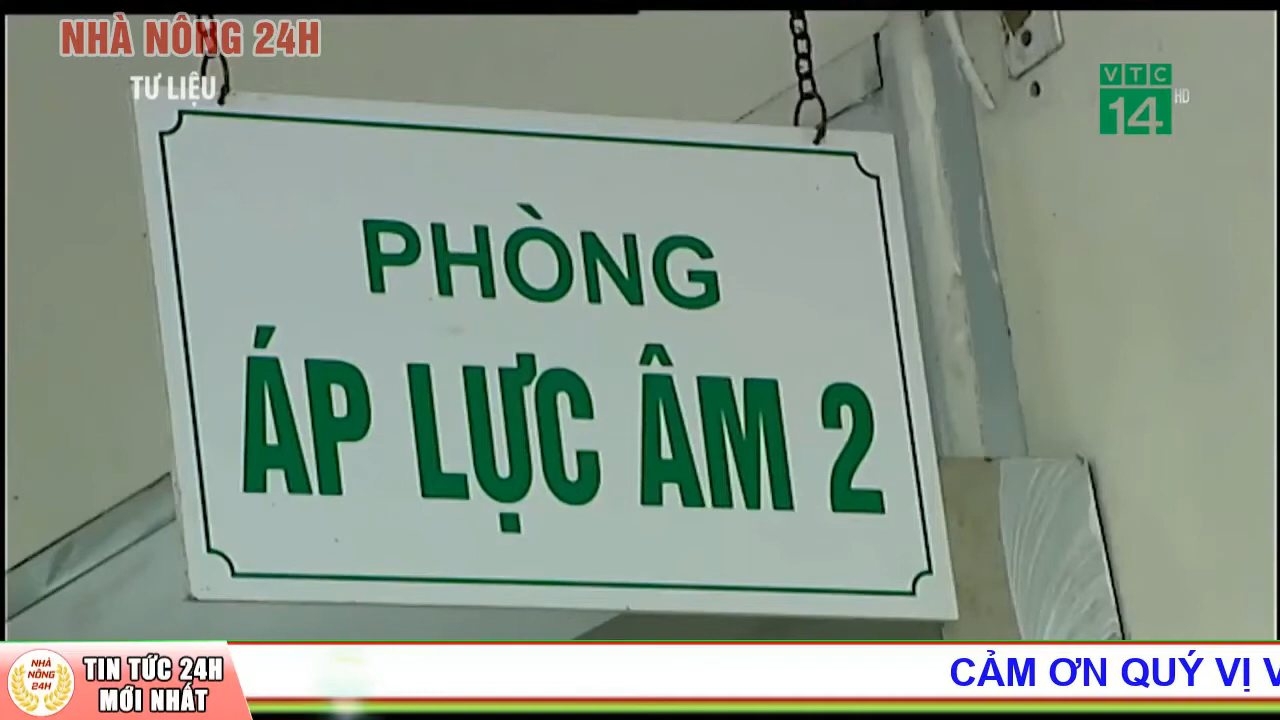 NHÀ NÔNG 24H
TƯ LIỆU
VTC
14
HD
PHÒNG
ÁP LỰC ÂM 2
NHÀ
NÔNG
24H
TIN TỨC 24H
MỚI NHẤT
CẢM ƠN QUÝ VỊ